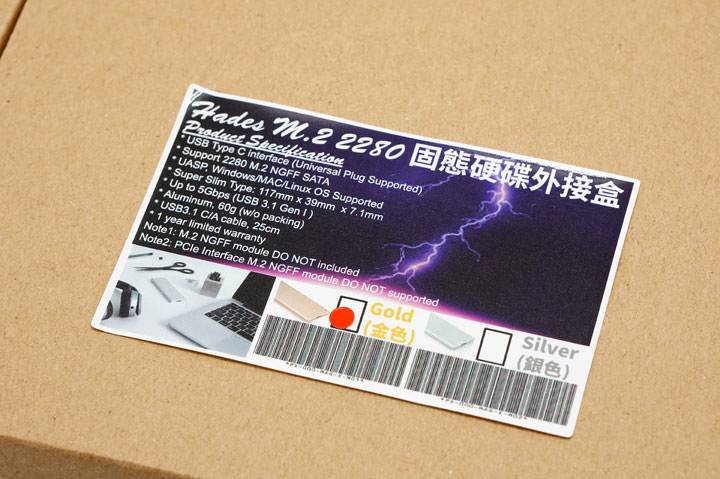 Hades M.2 2280 固態硬碟外接盒
Product Specification
* USB Type C interface (Universal Plug Supported)
* Support 2280 M.2 NGFF SATA
* UASP, Windows/MAC/Linux OS Supported
* Super Slim Type: 117mm x 39mm x 7.1mm
* Up to 5Gbps (USB 3.1 Gen I )
* Aluminum, 60g (w/o packing)
* USB3.1 C/A cable, 25cm
* 1 year limited warranty
Note1: M.2 NGFF module DO NOT included
Note2: PCIe Interface M.2 NGFF module DO NOT supported
Gold
(金色)
Silver
(銀色)